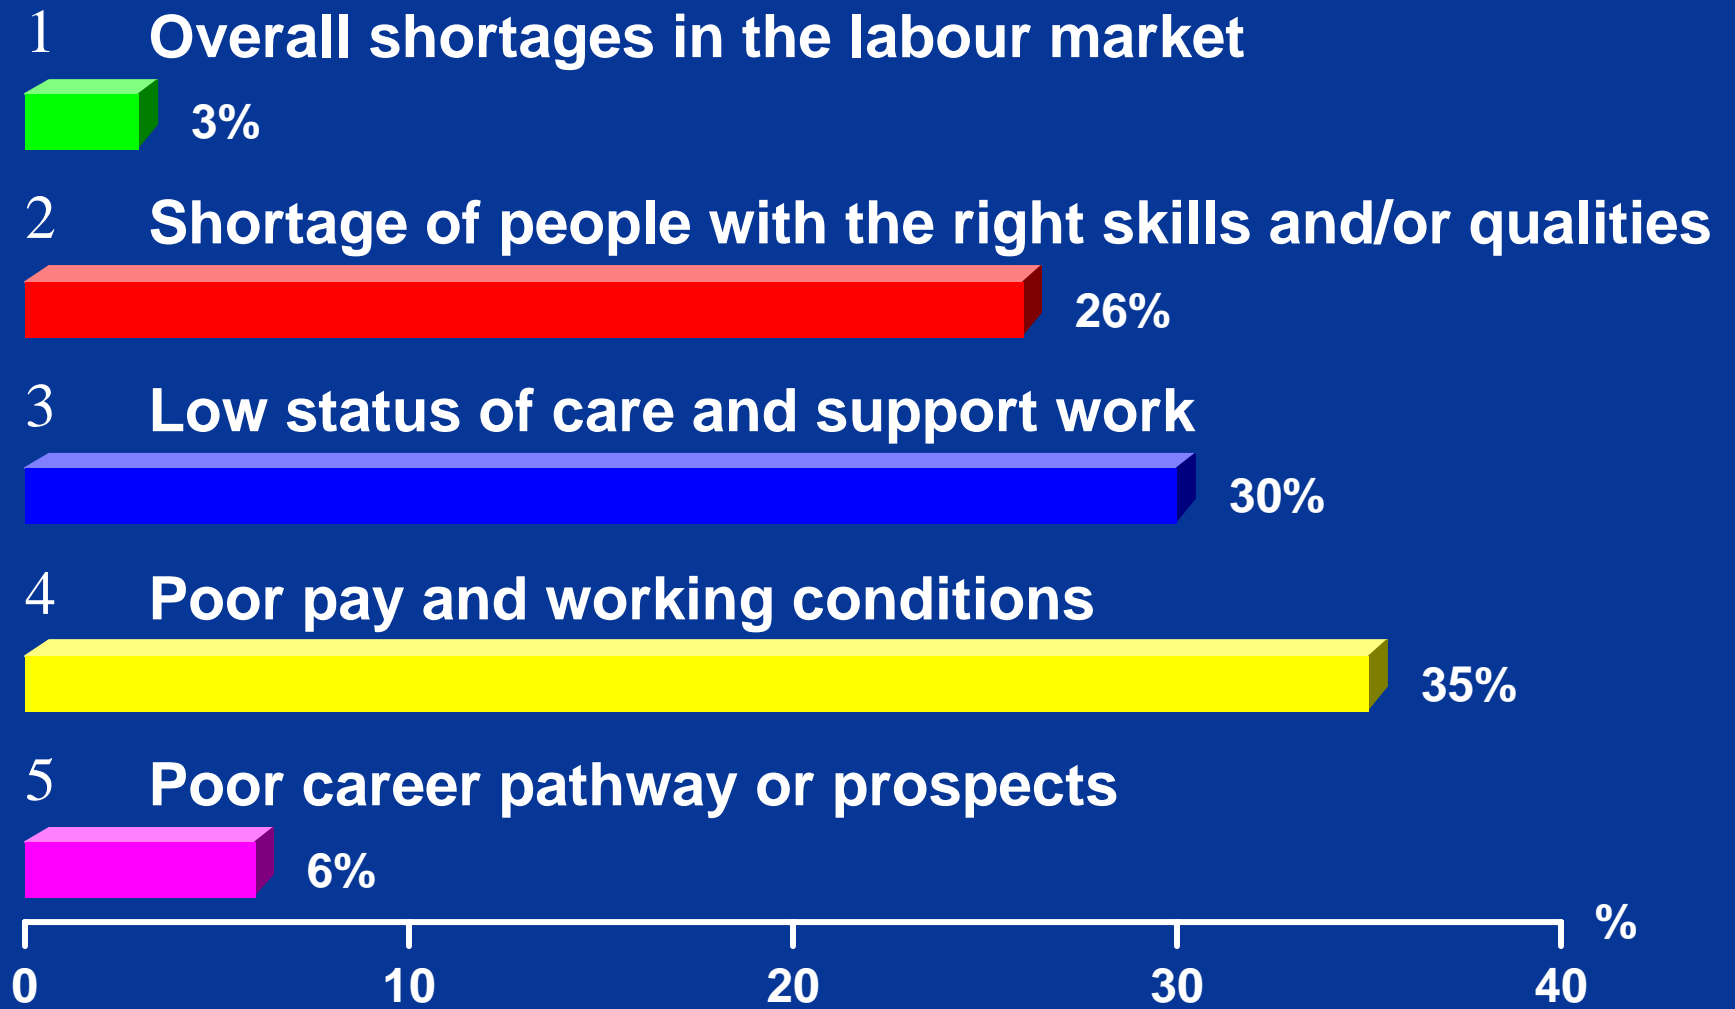 1 Overall shortages in the labour market
3%
2 Shortage of people with the right skills and/or qualities
26%
3 Low status of care and support work
30%
4 Poor pay and working conditions
35%
5 Poor career pathway or prospects
6%
%
0 10 20 30 40